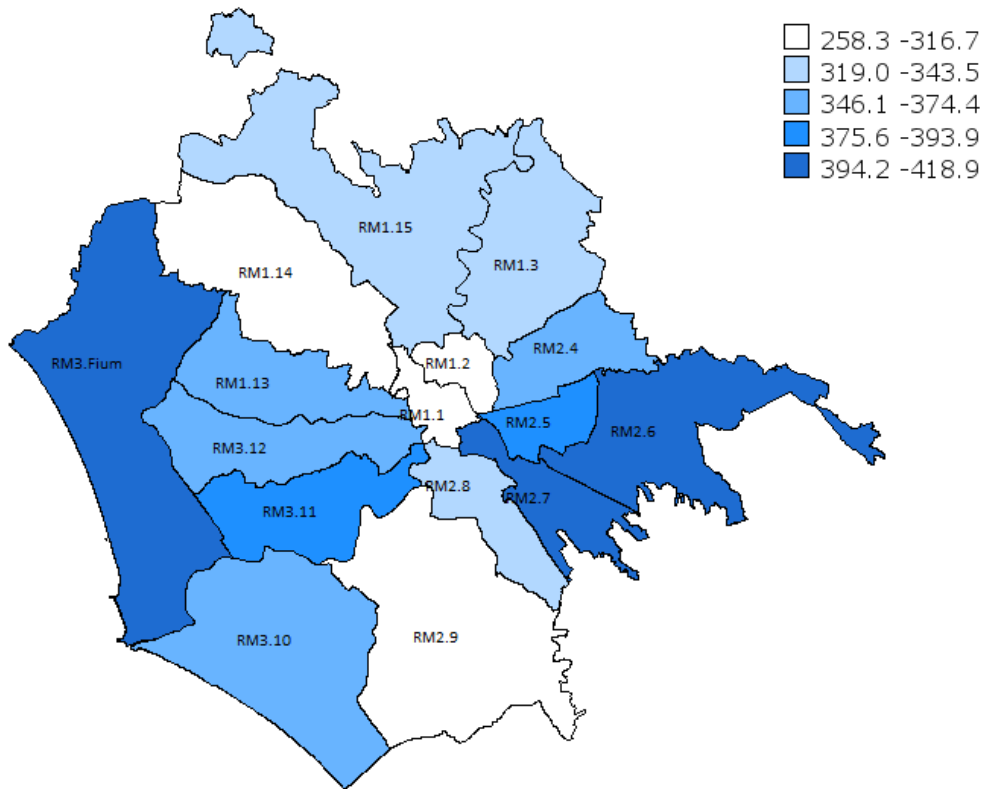 258.3 -316.7
319.0 -343.5
346.1 -374.4
375.6 -393.9
394.2 -418.9
RM1.15
RM1.3
RM1.14
RM2.4
RM3.Fium
RM1.2
RM1.13
RM1.1
RM2.5
RM2.6
RM3.12
RM2.8
RM2.7
RM3.11
RM3.10
RM2.9